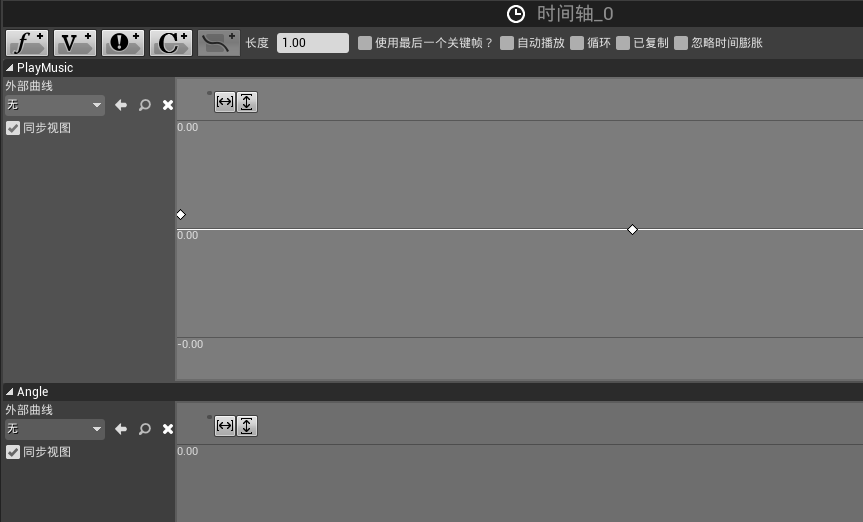 时间轴_0
f+ V+ !+ C+ + 长度 1.00 使用最后一个关键帧？ 自动播放 循环 已复制 忽略时间膨胀
PlayMusic
外部曲线
无
同步视图
0.00
0.00
-0.00
Angle
外部曲线
无
同步视图
0.00